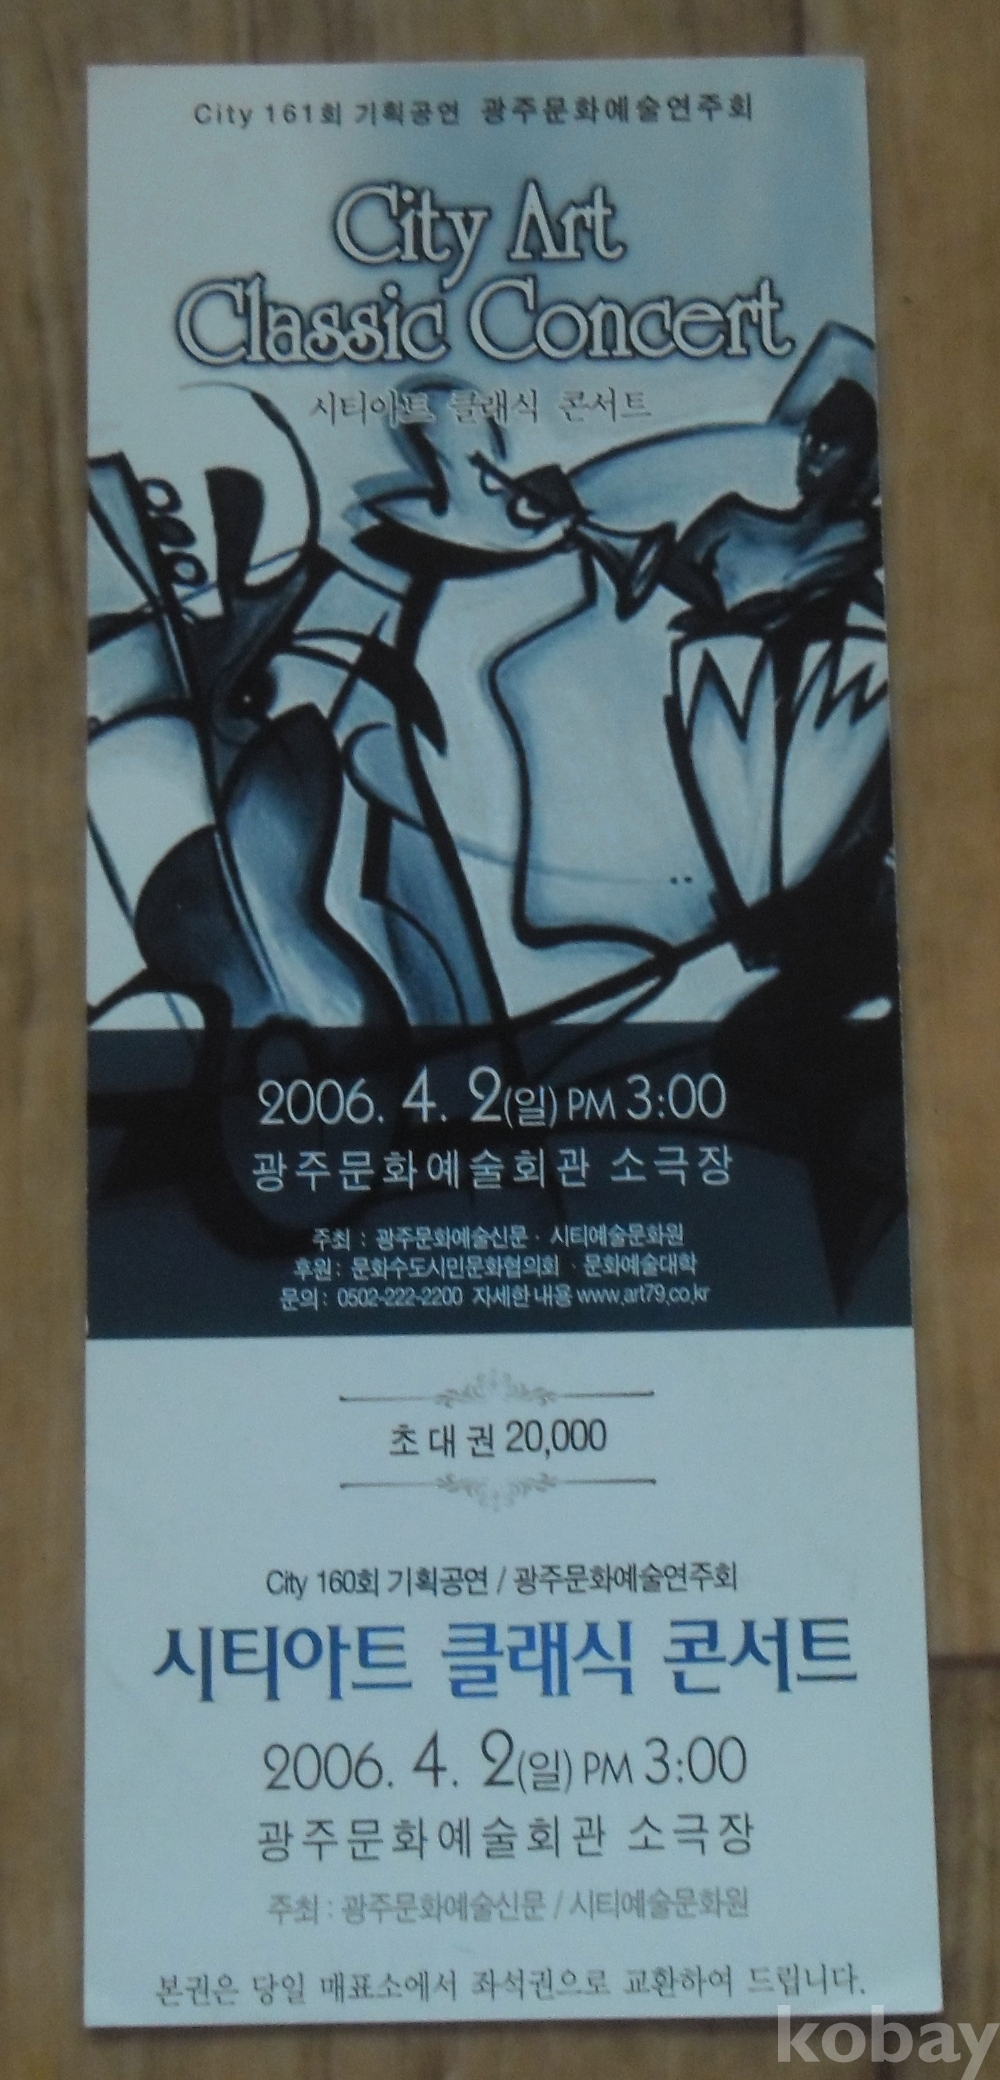 City 161회 기획공연 광주문화예술연주회
City Art
Classic Concert
시티아트 클래식 콘서트
2006. 4. 2(일) PM 3:00
광주문화예술회관 소극장
주최 : 광주문화예술신문 · 시티예술문화원
후원 : 문화수도시민문화협의회 · 문화예술대학
문의 : 0502-222-2200 자세한 내용 www.art79.co.kr
초대권 20,000
City 160회 기획공연 / 광주문화예술연주회
시티아트 클래식 콘서트
2006. 4. 2(일) PM 3:00
광주문화예술회관 소극장
주최 : 광주문화예술신문 / 시티예술문화원
본권은 당일 매표소에서 좌석권으로 교환하여 드립니다.
kobay